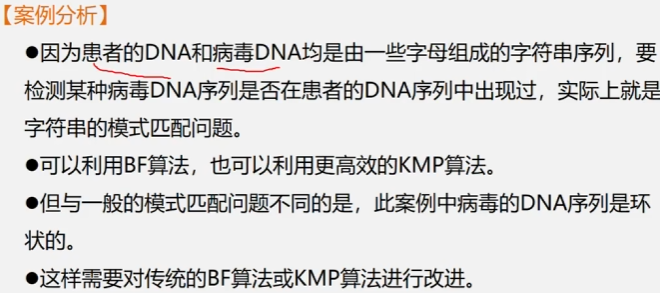 【案例分析】
●因为患者的DNA和病毒DNA均是由一些字母组成的字符串序列，要
检测某种病毒DNA序列是否在患者的DNA序列中出现过，实际上就是
字符串的模式匹配问题。
●可以利用BF算法，也可以利用更高效的KMP算法。
●但与一般的模式匹配问题不同的是，此案例中病毒的DNA序列是环
状的。
●这样需要对传统的BF算法或KMP算法进行改进。